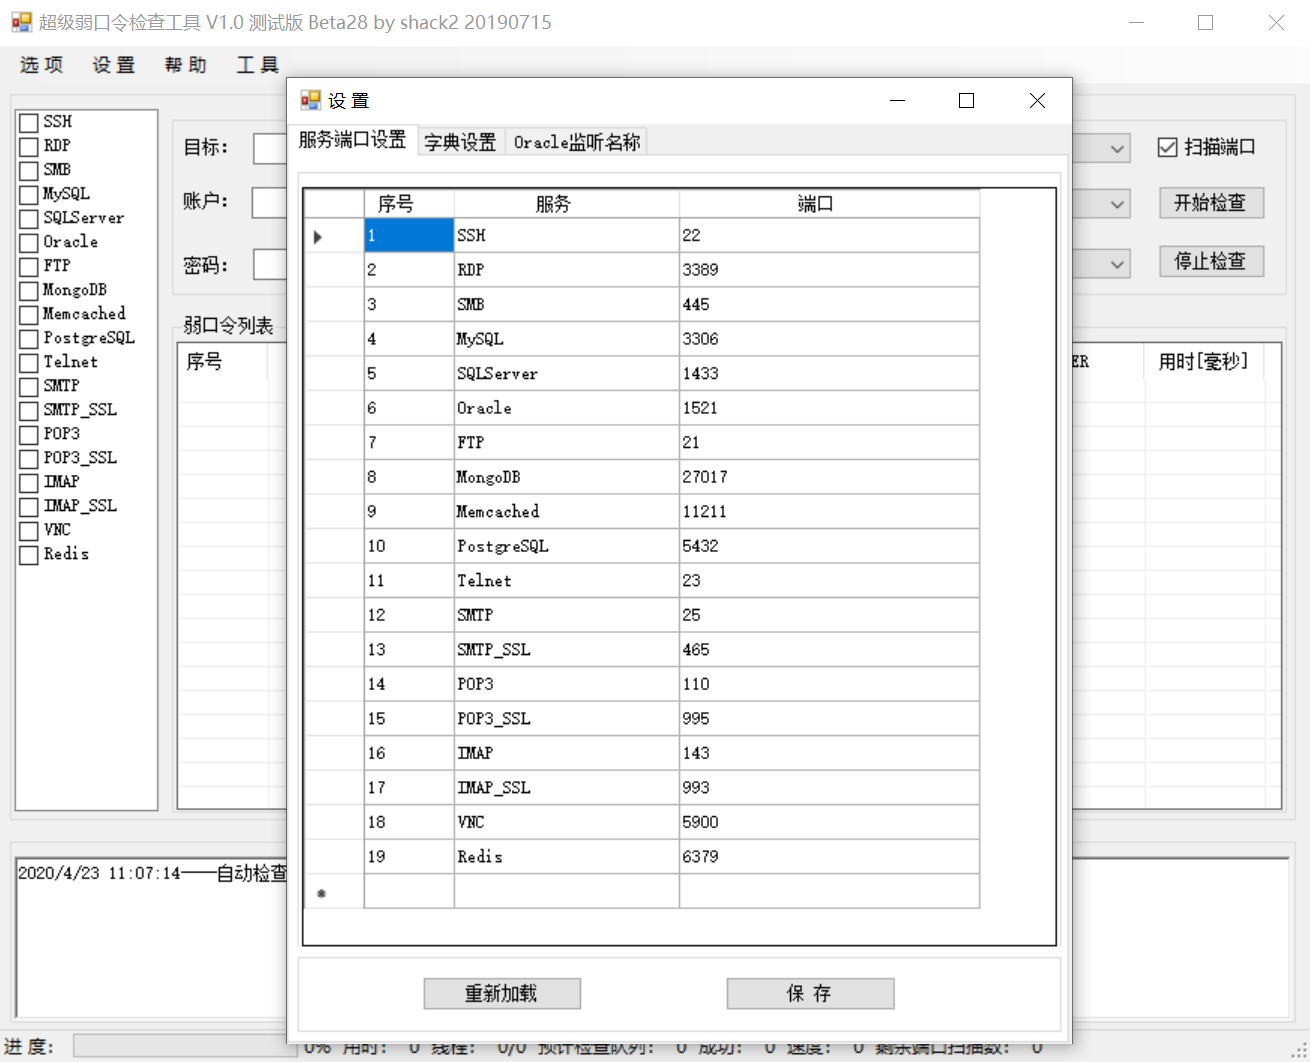 超级弱口令检查工具 V1.0 测试版 Beta28 by shack2 20190715
选 项 设 置 帮 助 工 具
SSH
RDP
SMB
MySQL
SQLServer
Oracle
FTP
MongoDB
Memcached
PostgreSQL
Telnet
SMTP
SMTP_SSL
POP3
POP3_SSL
IMAP
IMAP_SSL
VNC
Redis
目标：
账户：
密码：
扫描端口
开始检查
停止检查
弱口令列表
序号
ER 用时[毫秒]
设 置
服务端口设置 字典设置 Oracle监听名称
序号 服务 端口
1 SSH 22
2 RDP 3389
3 SMB 445
4 MySQL 3306
5 SQLServer 1433
6 Oracle 1521
7 FTP 21
8 MongoDB 27017
9 Memcached 11211
10 PostgreSQL 5432
11 Telnet 23
12 SMTP 25
13 SMTP_SSL 465
14 POP3 110
15 POP3_SSL 995
16 IMAP 143
17 IMAP_SSL 993
18 VNC 5900
19 Redis 6379
重新加载 保 存
2020/4/23 11:07:14——自动检查
进 度： 0% 用时： 0 线程： 0/0 预计检查队列： 0 成功： 0 速度： 0 剩余端口扫描数： 0